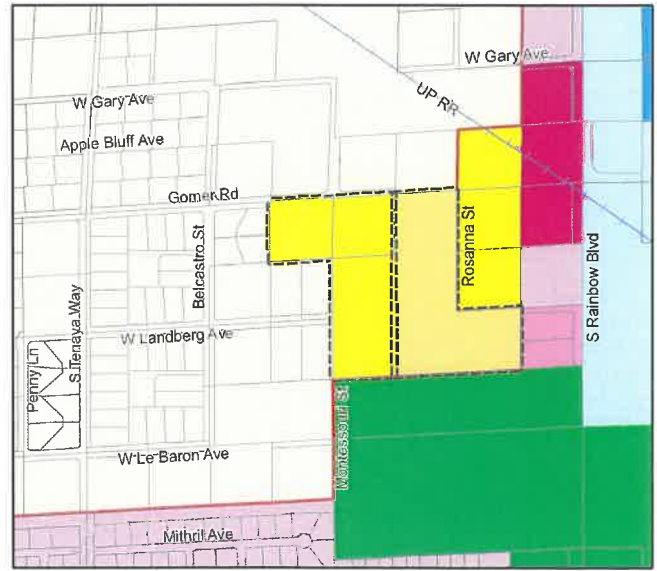 W Gary Ave
W Gary Ave
UP RR
Apple Bluff Ave
Gomer Rd
Belcastro St
Rosanna St
S Rainbow Blvd
S Tenaya Way
W Landberg Ave
Penny Ln
Montessouri St
W Le Baron Ave
Mithril Ave